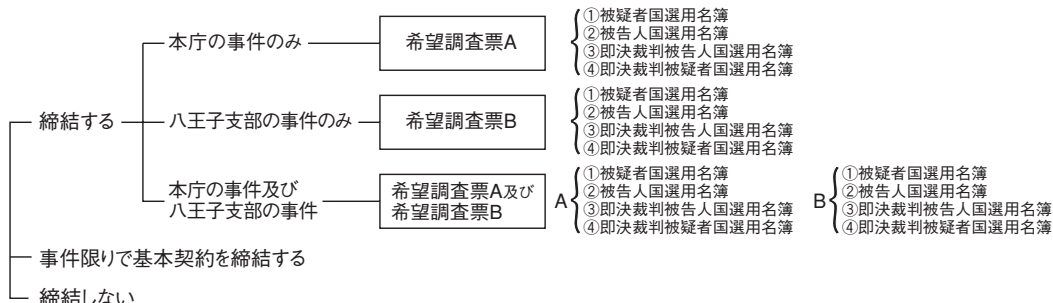 締結する
本庁の事件のみ
希望調査票A
①被疑者国選用名簿
②被告人国選用名簿
③即決裁判被告人国選用名簿
④即決裁判被疑者国選用名簿
八王子支部の事件のみ
希望調査票B
①被疑者国選用名簿
②被告人国選用名簿
③即決裁判被告人国選用名簿
④即決裁判被疑者国選用名簿
本庁の事件及び
八王子支部の事件
希望調査票A及び
希望調査票B
A
①被疑者国選用名簿
②被告人国選用名簿
③即決裁判被告人国選用名簿
④即決裁判被疑者国選用名簿
B
①被疑者国選用名簿
②被告人国選用名簿
③即決裁判被告人国選用名簿
④即決裁判被疑者国選用名簿
事件限りで基本契約を締結する
締結しない